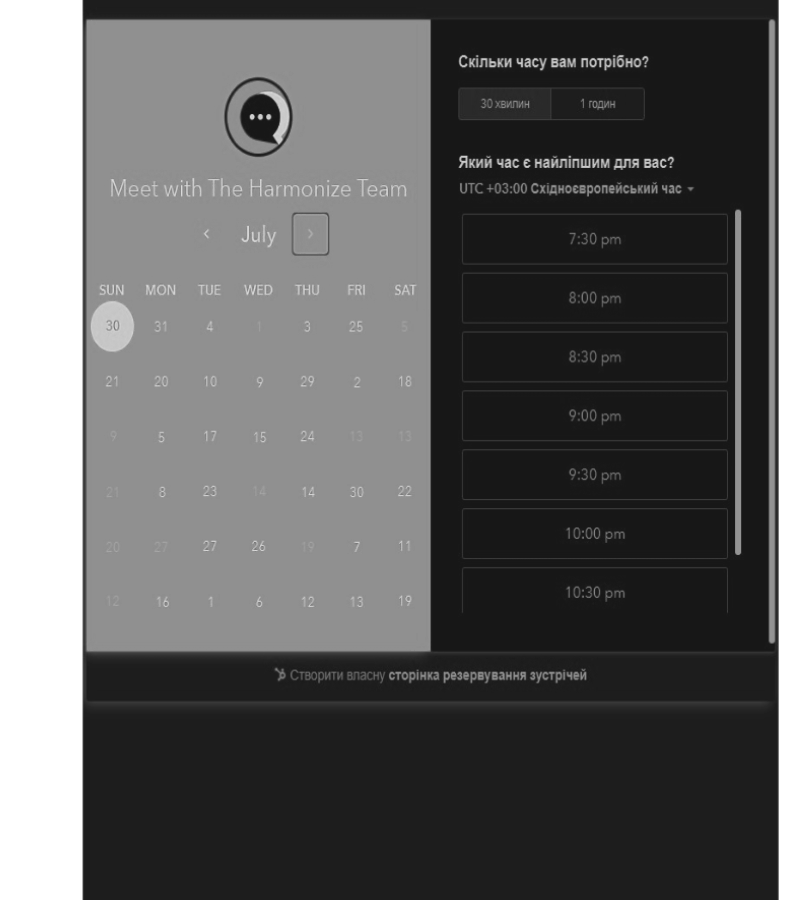 Meet with The Harmonize Team
July
SUN MON TUE WED THU FRI SAT
30 31 4 1 3 25 5
21 20 10 9 29 2 18
9 5 17 15 24 13 13
21 8 23 14 14 30 22
20 27 27 26 19 7 11
12 16 1 6 12 13 19
Скільки часу вам потрібно?
30 хвилин 1 годин
Який час є найліпшим для вас?
UTC +03:00 Східноєвропейський час
7:30 pm
8:00 pm
8:30 pm
9:00 pm
9:30 pm
10:00 pm
10:30 pm
Створити власну сторінка резервування зустрічей